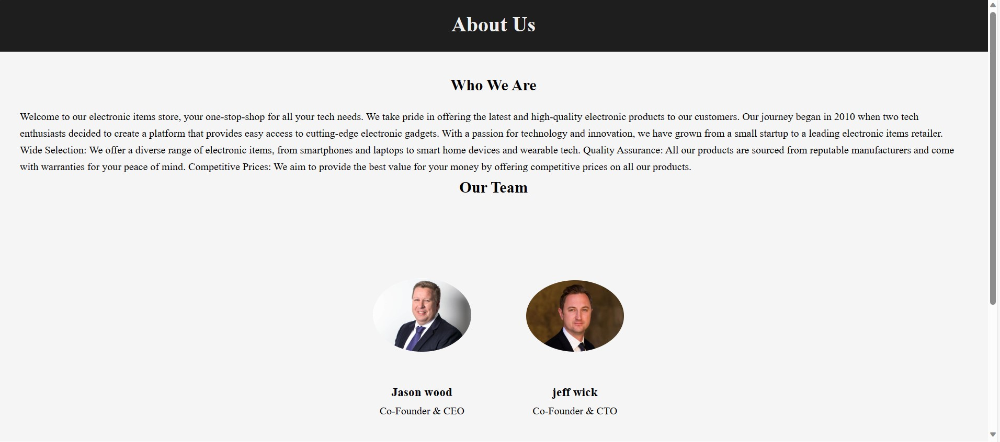 About Us
Who We Are
Welcome to our electronic items store, your one-stop-shop for all your tech needs. We take pride in offering the latest and high-quality electronic products to our customers. Our journey began in 2010 when two tech
enthusiasts decided to create a platform that provides easy access to cutting-edge electronic gadgets. With a passion for technology and innovation, we have grown from a small startup to a leading electronic items retailer.
Wide Selection: We offer a diverse range of electronic items, from smartphones and laptops to smart home devices and wearable tech. Quality Assurance: All our products are sourced from reputable manufacturers and come
with warranties for your peace of mind. Competitive Prices: We aim to provide the best value for your money by offering competitive prices on all our products.
Our Team
Jason wood
jeff wick
Co-Founder & CEO
Co-Founder & CTO